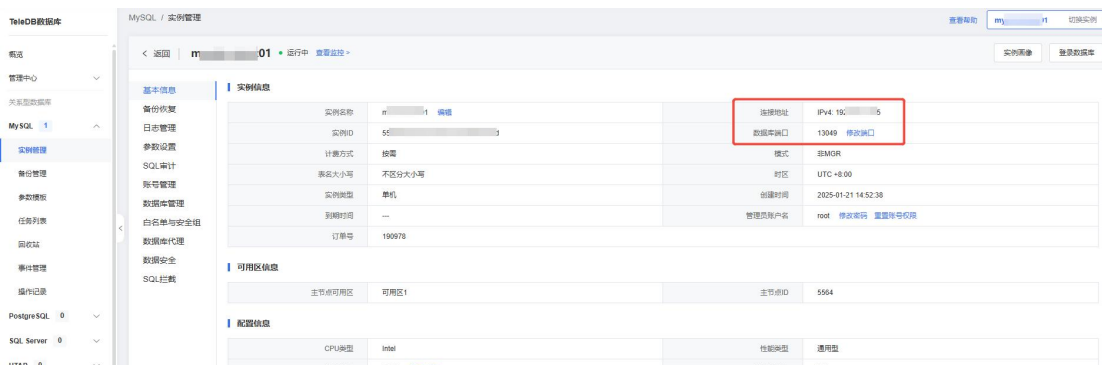 TeleDB数据库
MySQL / 实例管理
查看帮助 my 1 切换实例
概览
管理中心
关系型数据库
MySQL 1
实例管理
备份管理
参数模板
任务列表
回收站
事件管理
操作记录
PostgreSQL 0
SQL Server 0
< 返回 m 01 运行中 查看监控 >
实例画像 登录数据库
基本信息
备份恢复
日志管理
参数设置
SQL审计
账号管理
数据库管理
白名单与安全组
数据库代理
数据安全
SQL拦截
实例信息
实例名称 m 1 编辑 连接地址 IPv4: 192 5
实例ID 55 数据库端口 13049 修改端口
计费方式 按需 模式 非MGR
表名大小写 不区分大小写 时区 UTC +8:00
实例类型 单机 创建时间 2025-01-21 14:52:38
到期时间 --- 管理员账户名 root 修改密码 重置账号权限
订单号 190978
可用区信息
主节点可用区 可用区1 主节点ID 5564
配置信息
CPU类型 Intel 性能类型 通用型